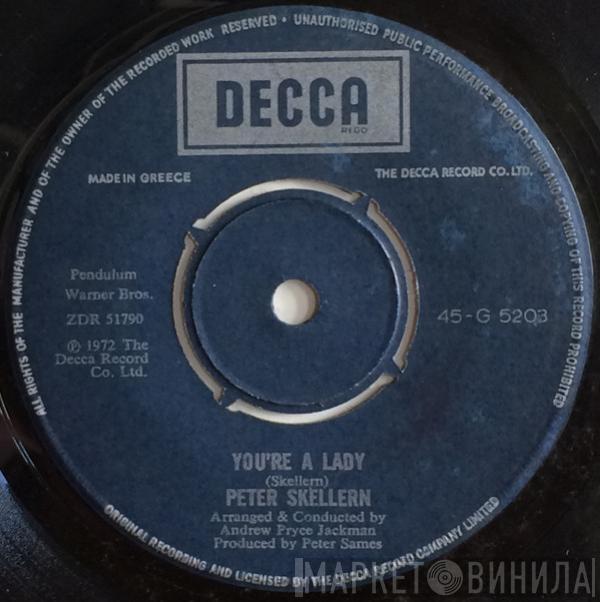 ALL RIGHTS OF THE MANUFACTURER AND OF THE OWNER OF THE RECORDED WORK RESERVED • UNAUTHORISED PUBLIC PERFORMANCE BROADCASTING AND COPYING OF THIS RECORD PROHIBITED
DECCA
REGD
MADE IN GREECE
THE DECCA RECORD CO. LTD.
Pendulum
Warner Bros.
ZDR 51790
45-G 5203
℗ 1972 The
Decca Record
Co. Ltd.
YOU'RE A LADY
(Skellern)
PETER SKELLERN
Arranged & Conducted by
Andrew Pryce Jackman
Produced by Peter Sames
ORIGINAL RECORDING AND LICENSED BY THE DECCA RECORD COMPANY LIMITED
МАРКЕТ ВИНИЛА